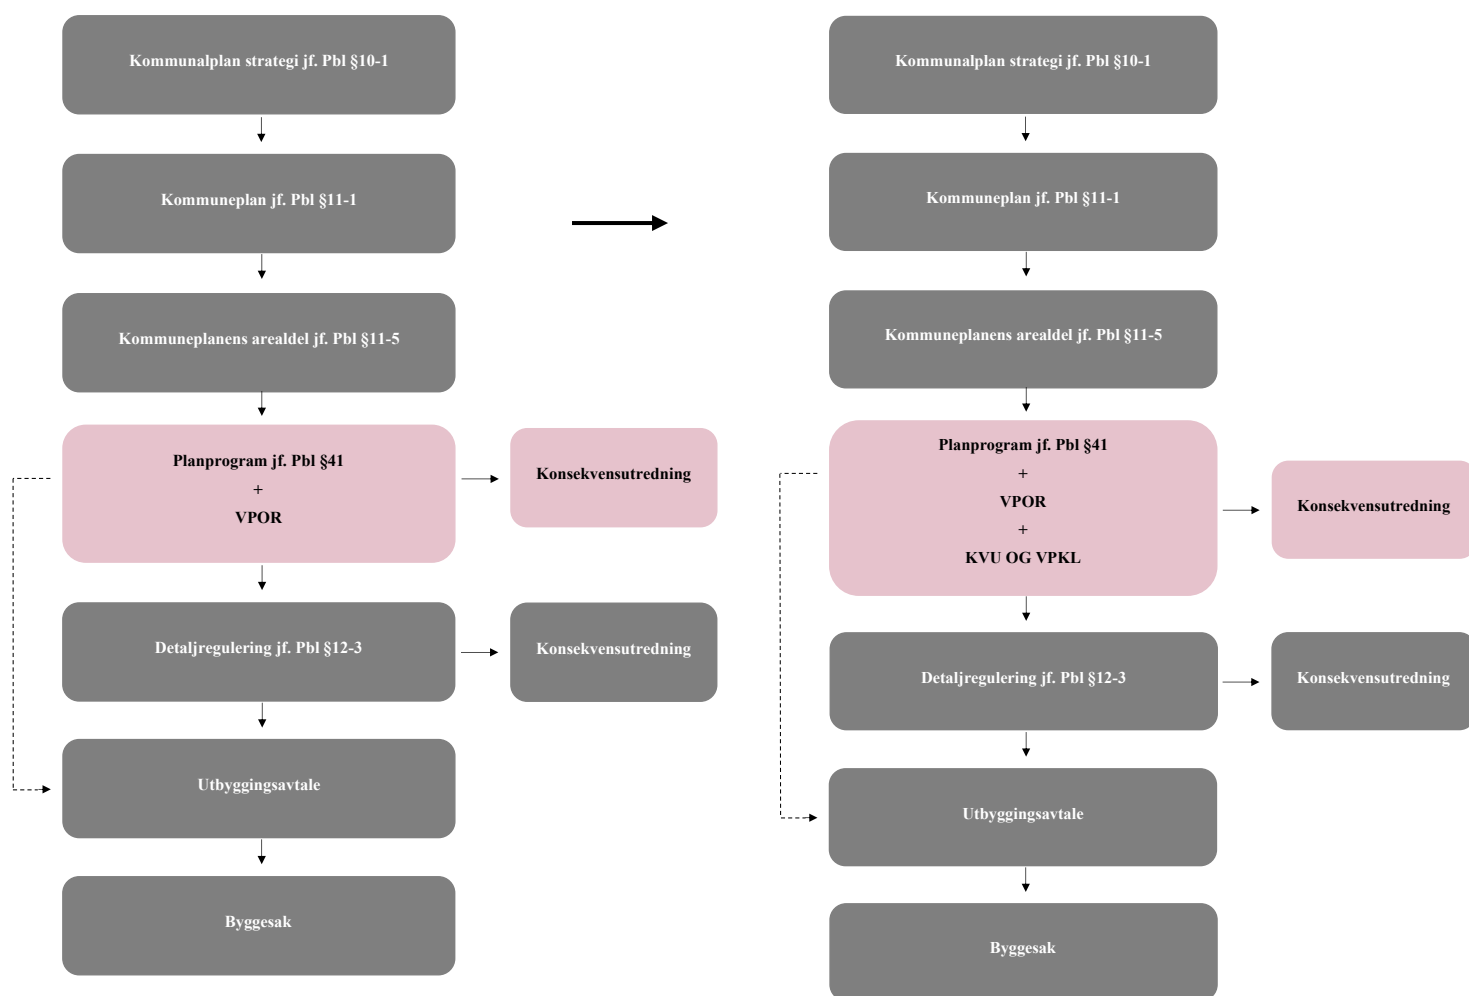 Kommunalplan strategi jf. Pbl §10-1
Kommuneplan jf. Pbl §11-1
Kommuneplanens arealdel jf. Pbl §11-5
Planprogram jf. Pbl §41
+
VPOR
Konsekvensutredning
Detaljregulering jf. Pbl §12-3
Konsekvensutredning
Utbyggingsavtale
Byggesak
Kommunalplan strategi jf. Pbl §10-1
Kommuneplan jf. Pbl §11-1
Kommuneplanens arealdel jf. Pbl §11-5
Planprogram jf. Pbl §41
+
VPOR
+
KVU OG VPKL
Konsekvensutredning
Detaljregulering jf. Pbl §12-3
Konsekvensutredning
Utbyggingsavtale
Byggesak